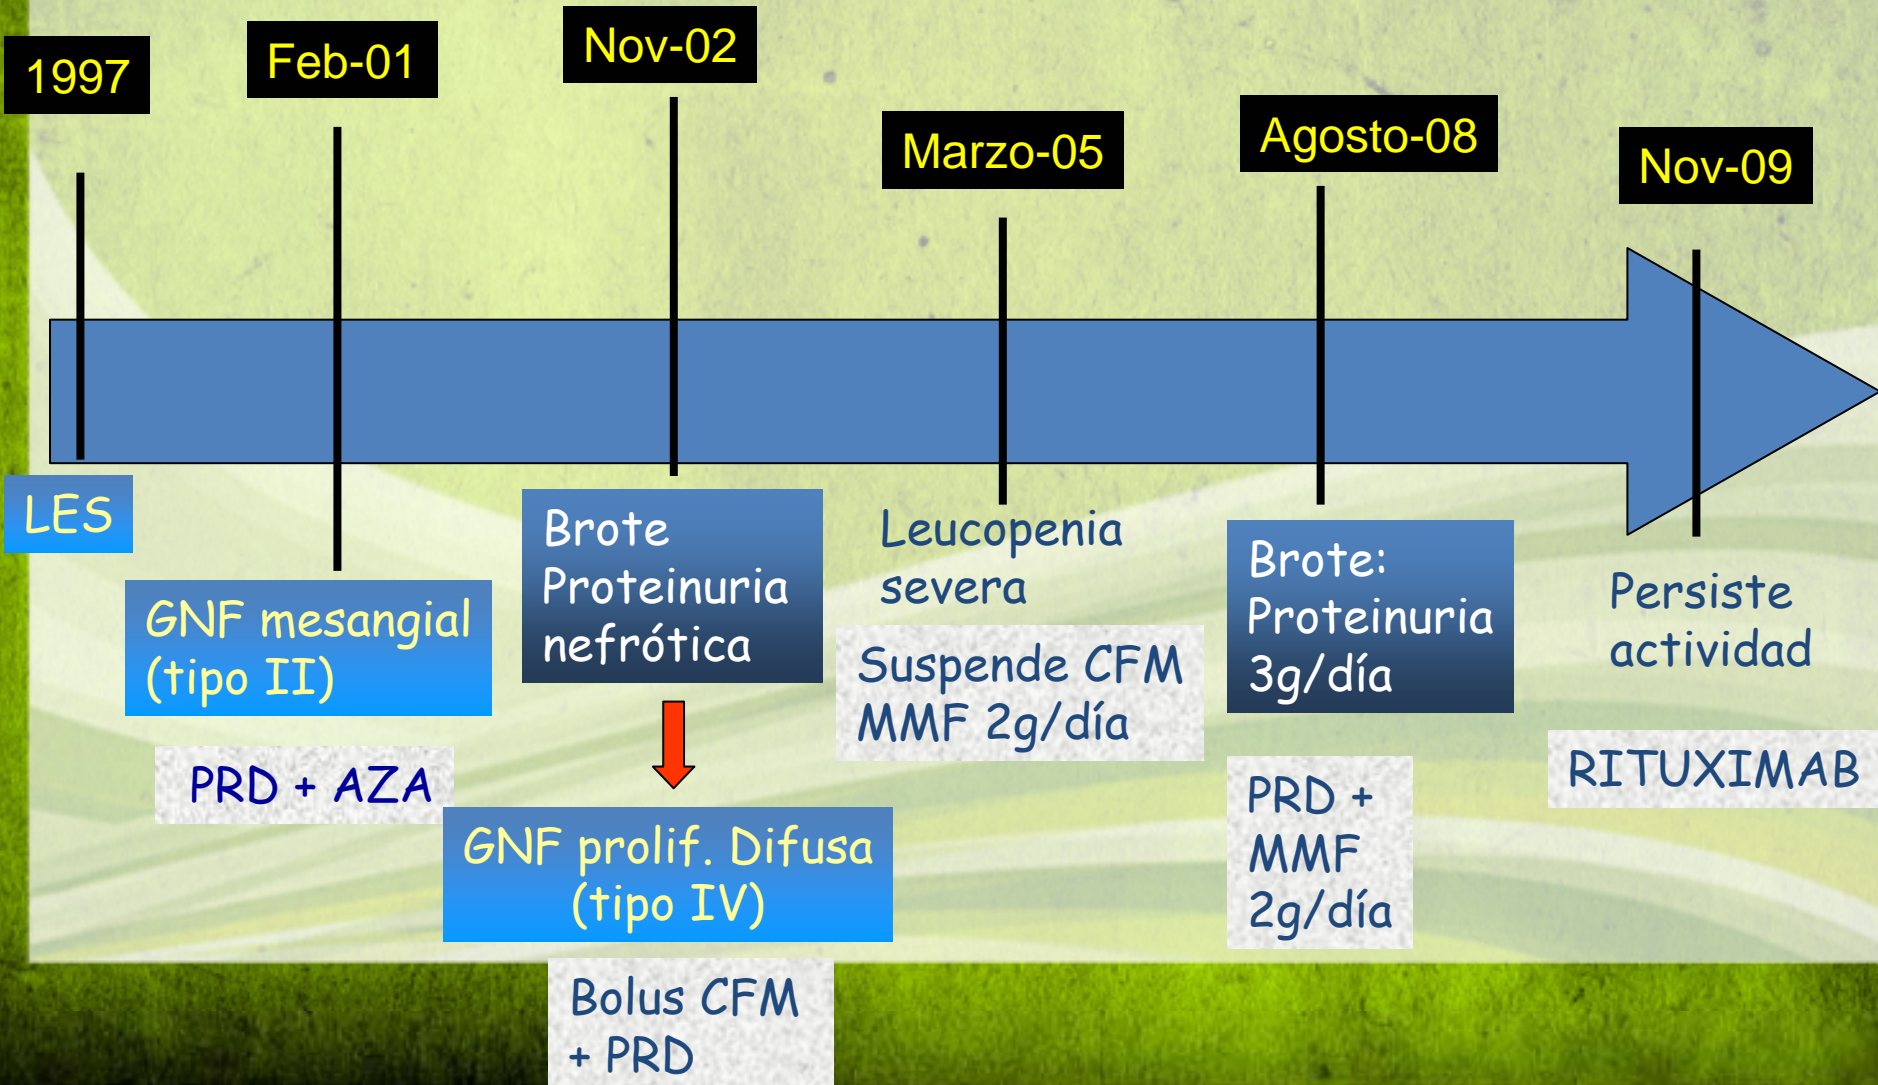 1997
Feb-01
Nov-02
Marzo-05
Agosto-08
Nov-09
LES
GNF mesangial
(tipo II)
PRD + AZA
Brote
Proteinuria
nefrótica
GNF prolif. Difusa
(tipo IV)
Bolus CFM
+ PRD
Leucopenia
severa
Suspende CFM
MMF 2g/día
Brote:
Proteinuria
3g/día
PRD +
MMF
2g/día
Persiste
actividad
RITUXIMAB